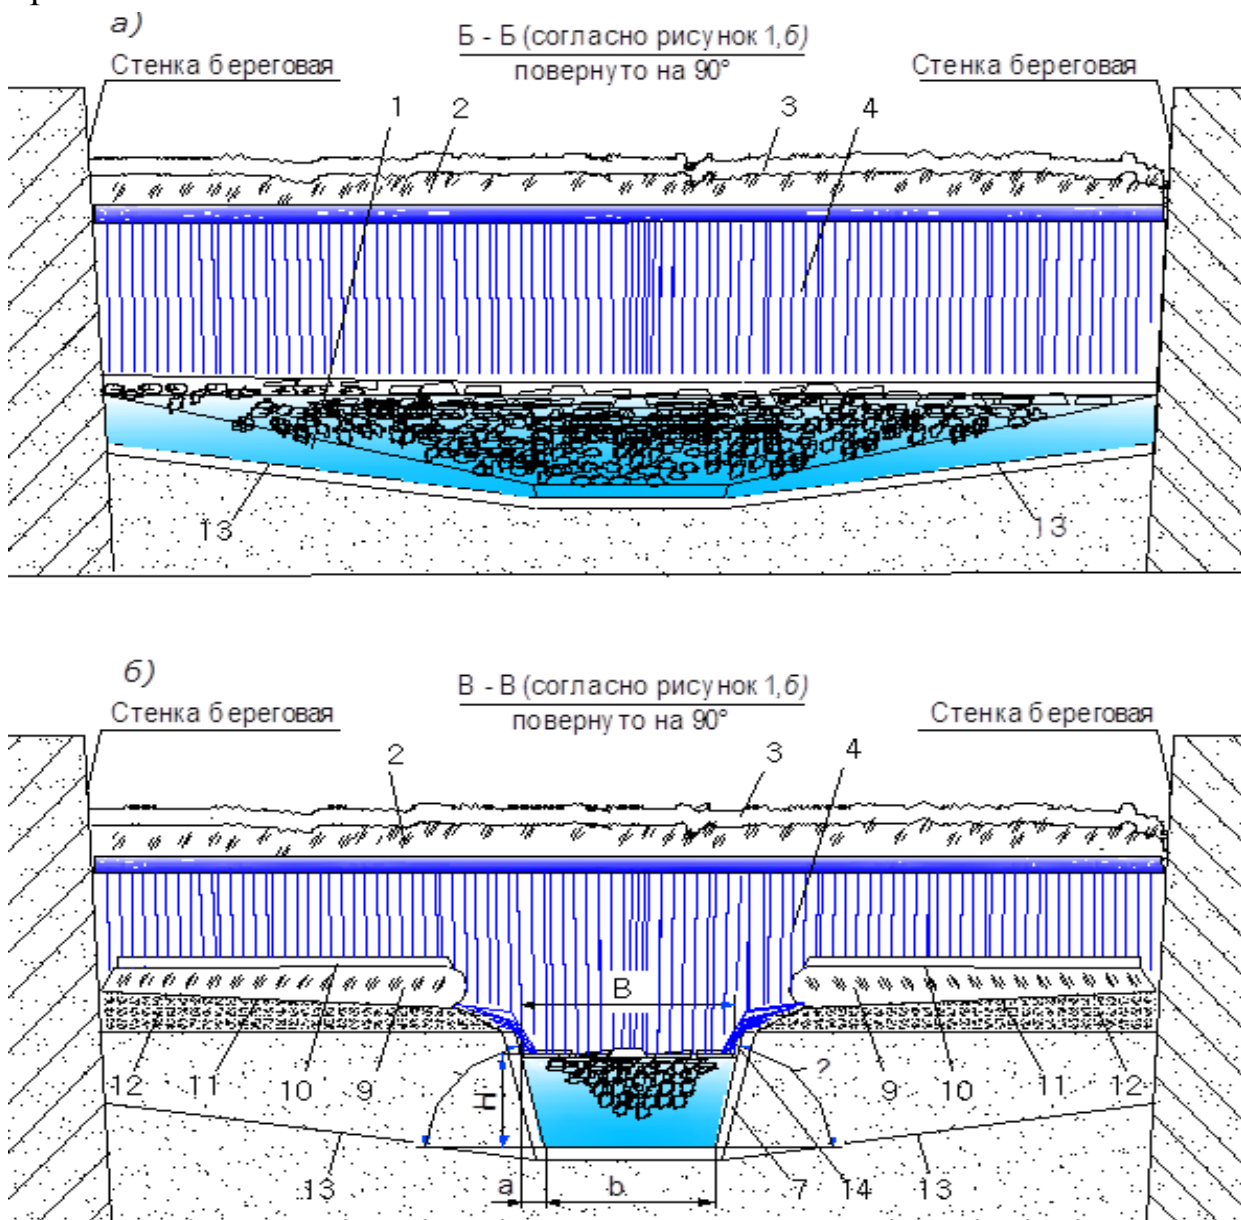 а)
Б - Б (согласно рисунок 1,б)
повернуто на 90°
Стенка береговая
Стенка береговая
1 2 3 4
13 13
б)
В - В (согласно рисунок 1,б)
повернуто на 90°
Стенка береговая
Стенка береговая
2 3 4
B
H
?
12 11 10 9 9 10 11 12
13 a b 7 14 13